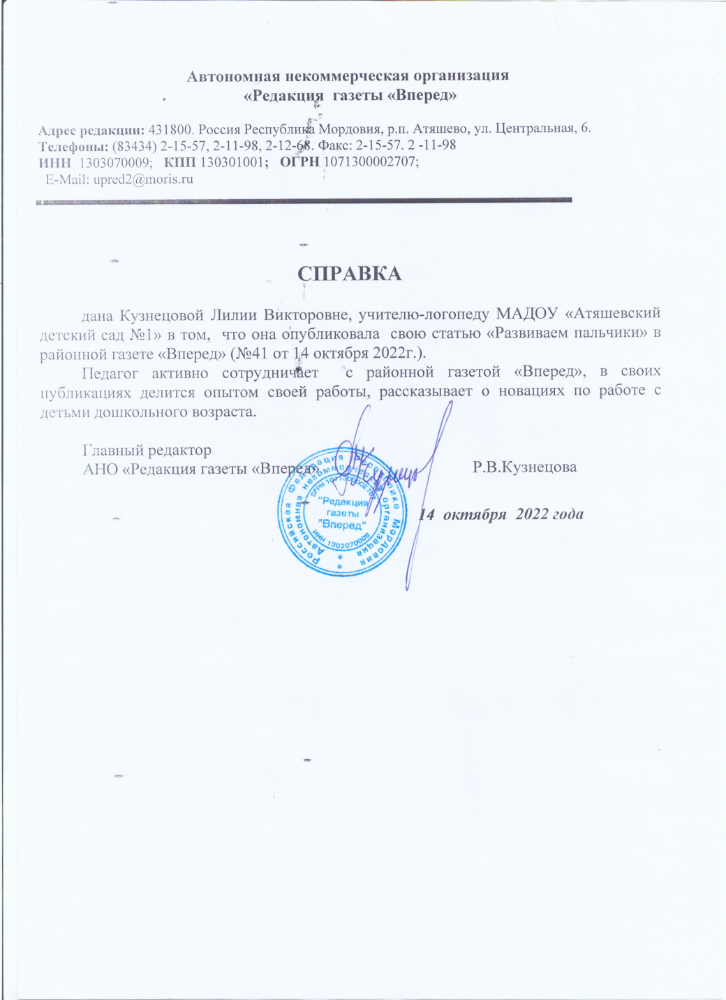 Автономная некоммерческая организация
«Редакция газеты «Вперед»
Адрес редакции: 431800. Россия Республика Мордовия, р.п. Атяшево, ул. Центральная, 6.
Телефоны: (83434) 2-15-57, 2-11-98, 2-12-68. Факс: 2-15-57. 2 -11-98
ИНН 1303070009; КПП 130301001; ОГРН 1071300002707;
E-Mail: upred2@moris.ru
СПРАВКА
дана Кузнецовой Лилии Викторовне, учителю-логопеду МАДОУ «Атяшевский
детский сад №1» в том, что она опубликовала свою статью «Развиваем пальчики» в
районной газете «Вперед» (№41 от 14 октября 2022г.).
Педагог активно сотрудничает с районной газетой «Вперед», в своих
публикациях делится опытом своей работы, рассказывает о новациях по работе с
детьми дошкольного возраста.
Главный редактор
АНО «Редакция газеты «Вперед» Р.В.Кузнецова
14 октября 2022 года
Российская Федерация Республика Мордовия
Автономная некоммерческая организация
ОГРН 1071300002707
"Редакция
газеты
"Вперед"
ИНН 1303070009
* *